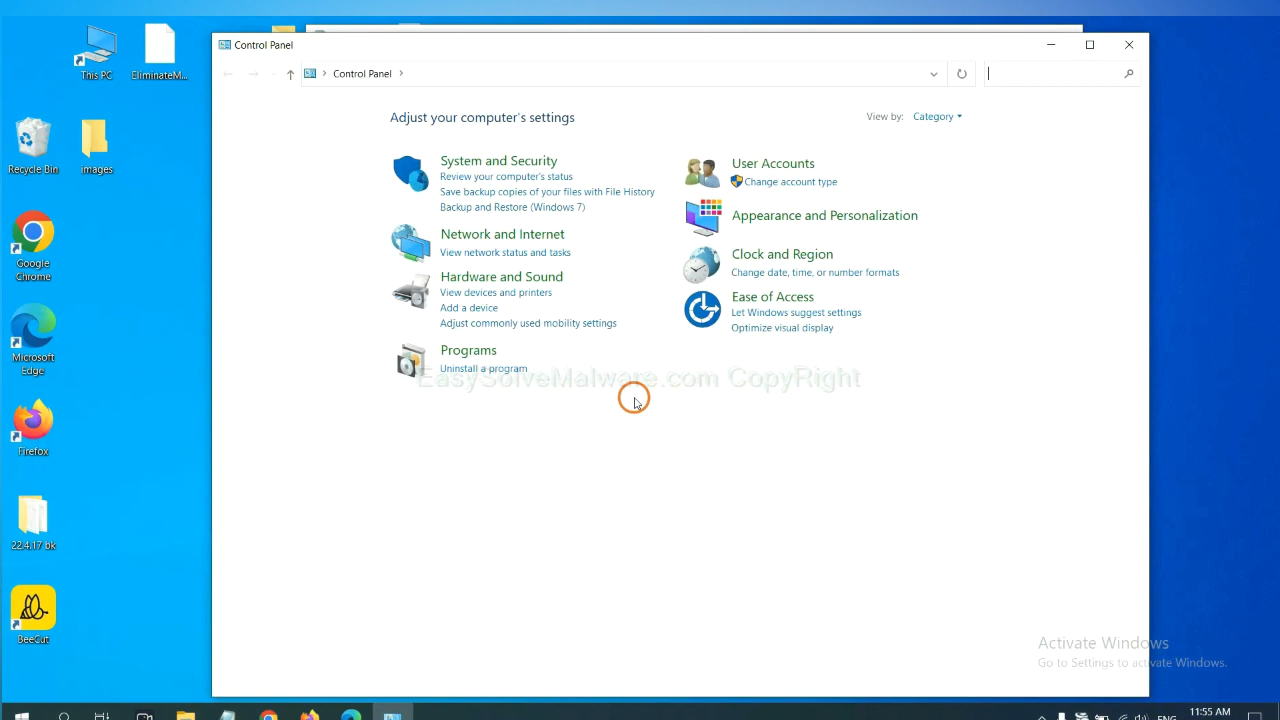 Control Panel
Control Panel
Adjust your computer's settings
View by: Category
System and Security
Review your computer's status
Save backup copies of your files with File History
Backup and Restore (Windows 7)
Network and Internet
View network status and tasks
Hardware and Sound
View devices and printers
Add a device
Adjust commonly used mobility settings
Programs
Uninstall a program
User Accounts
Change account type
Appearance and Personalization
Clock and Region
Change date, time, or number formats
Ease of Access
Let Windows suggest settings
Optimize visual display
EasySolveMalware.com CopyRight
This PC
EliminateM...
Recycle Bin
images
Google
Chrome
Microsoft
Edge
Firefox
22.4.17 bk
BeeCut
Activate Windows
Go to Settings to activate Windows.
ENG
11:55 AM